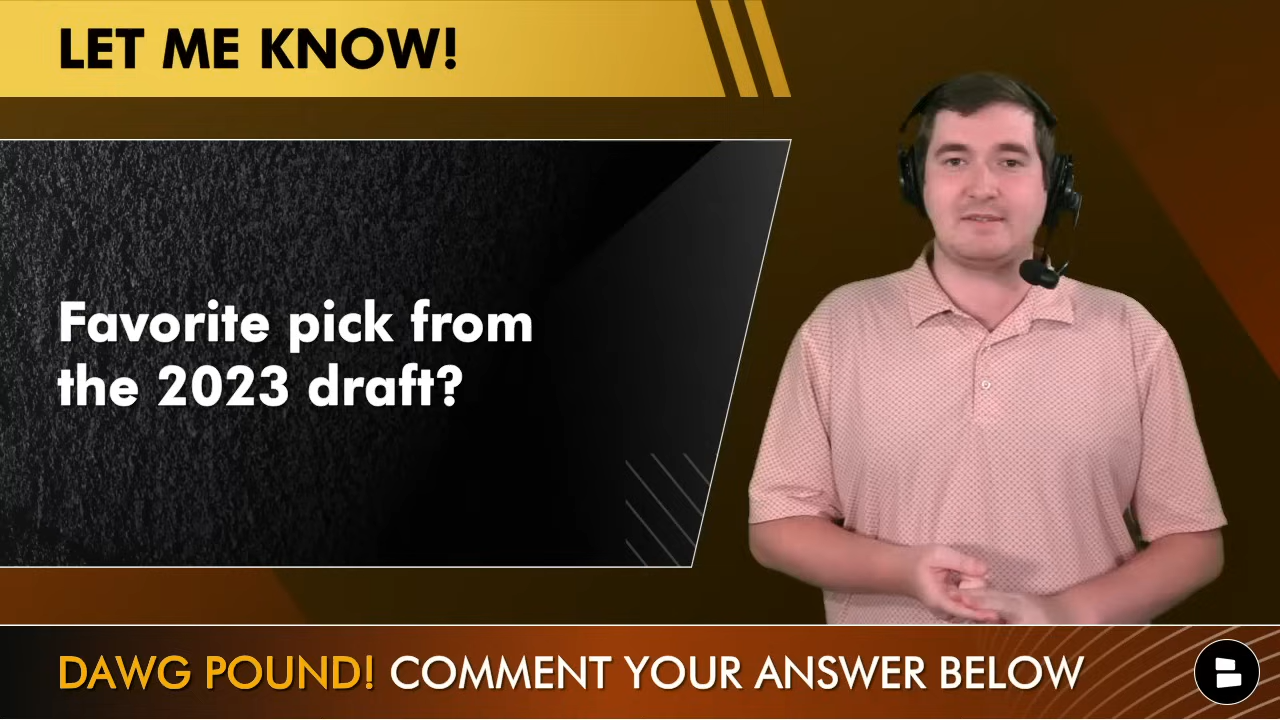 LET ME KNOW!
Favorite pick from
the 2023 draft?
DAWG POUND! COMMENT YOUR ANSWER BELOW